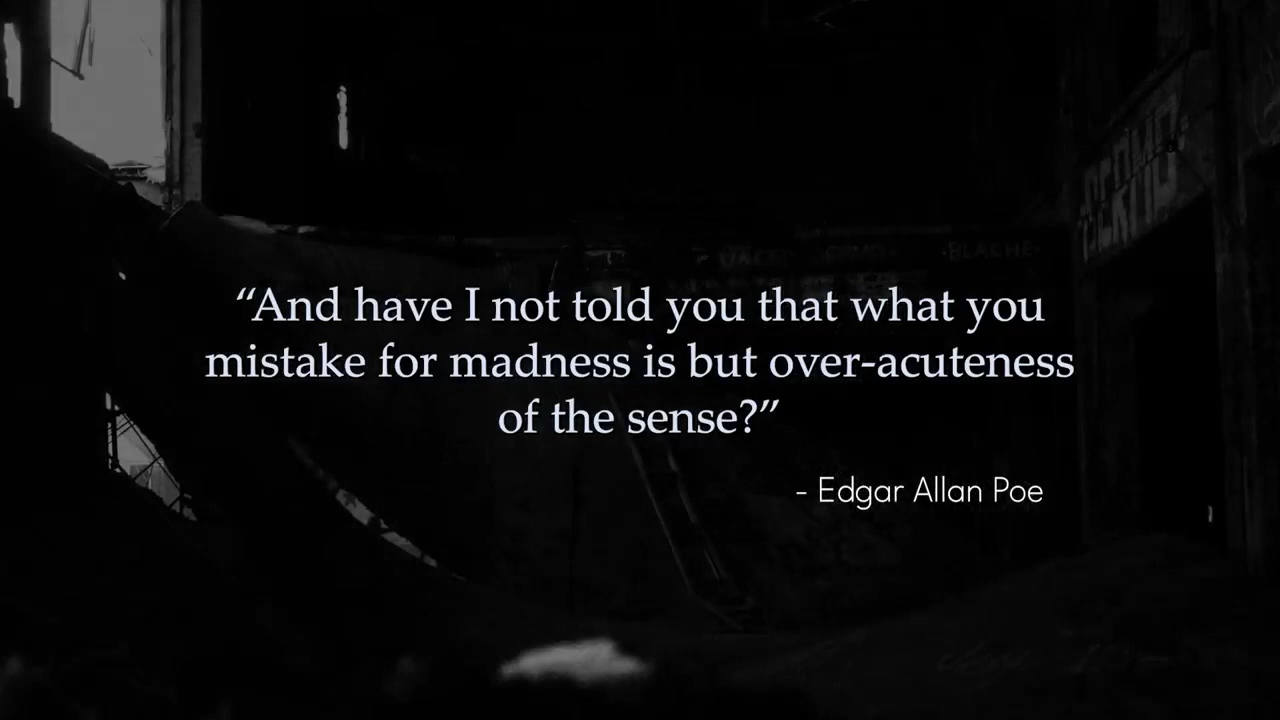 “And have I not told you that what you
mistake for madness is but over-acuteness
of the sense?”
- Edgar Allan Poe
BLACHE